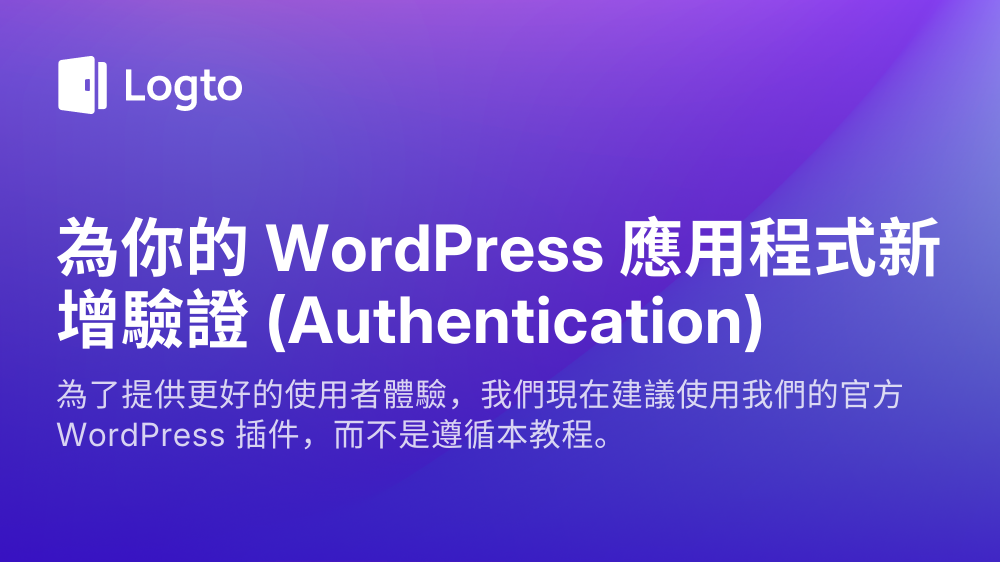 Logto
為你的 WordPress 應用程式新
增驗證 (Authentication)
為了提供更好的使用者體驗，我們現在建議使用我們的官方
WordPress 插件，而不是遵循本教程。